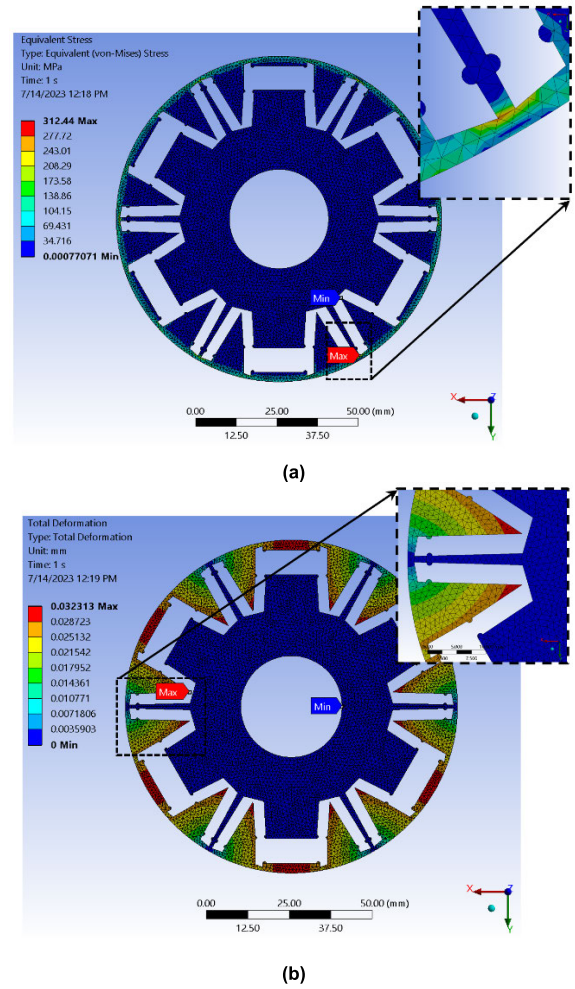 Equivalent Stress
Type: Equivalent (von-Mises) Stress
Unit: MPa
Time: 1 s
7/14/2023 12:18 PM
312.44 Max
277.72
243.01
208.29
173.58
138.86
104.15
69.431
34.716
0.00077071 Min
Min
Max
0.00 25.00 50.00 (mm)
12.50 37.50
X Z
Y
(a)
Total Deformation
Type: Total Deformation
Unit: mm
Time: 1 s
7/14/2023 12:19 PM
0.032313 Max
0.028723
0.025132
0.021542
0.017952
0.014361
0.010771
0.0071806
0.0035903
0 Min
Max
Min
0.00 25.00 50.00 (mm)
12.50 37.50
X Z
Y
(b)